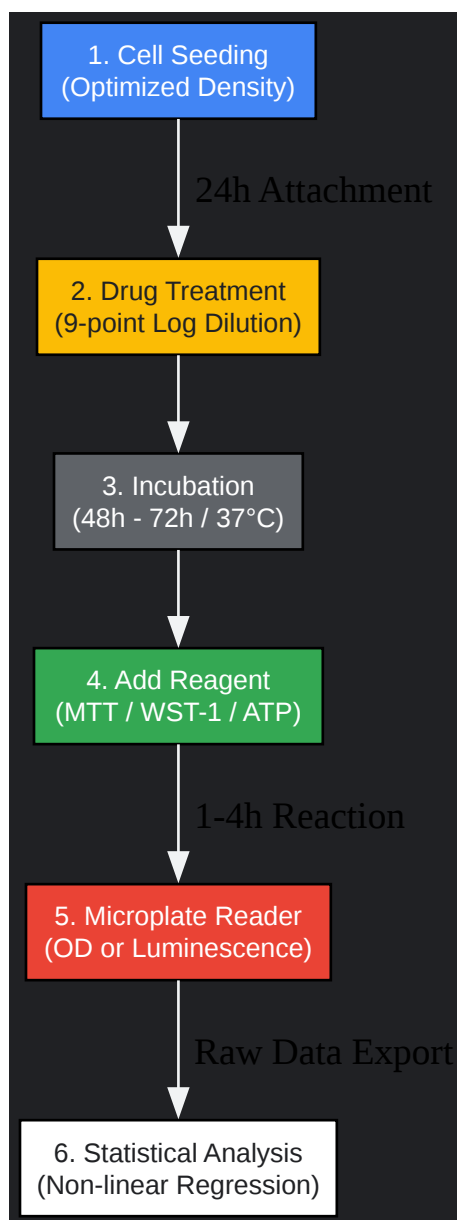 1. Cell Seeding
(Optimized Density)
24h Attachment
2. Drug Treatment
(9-point Log Dilution)
3. Incubation
(48h - 72h / 37°C)
4. Add Reagent
(MTT / WST-1 / ATP)
1-4h Reaction
5. Microplate Reader
(OD or Luminescence)
Raw Data Export
6. Statistical Analysis
(Non-linear Regression)